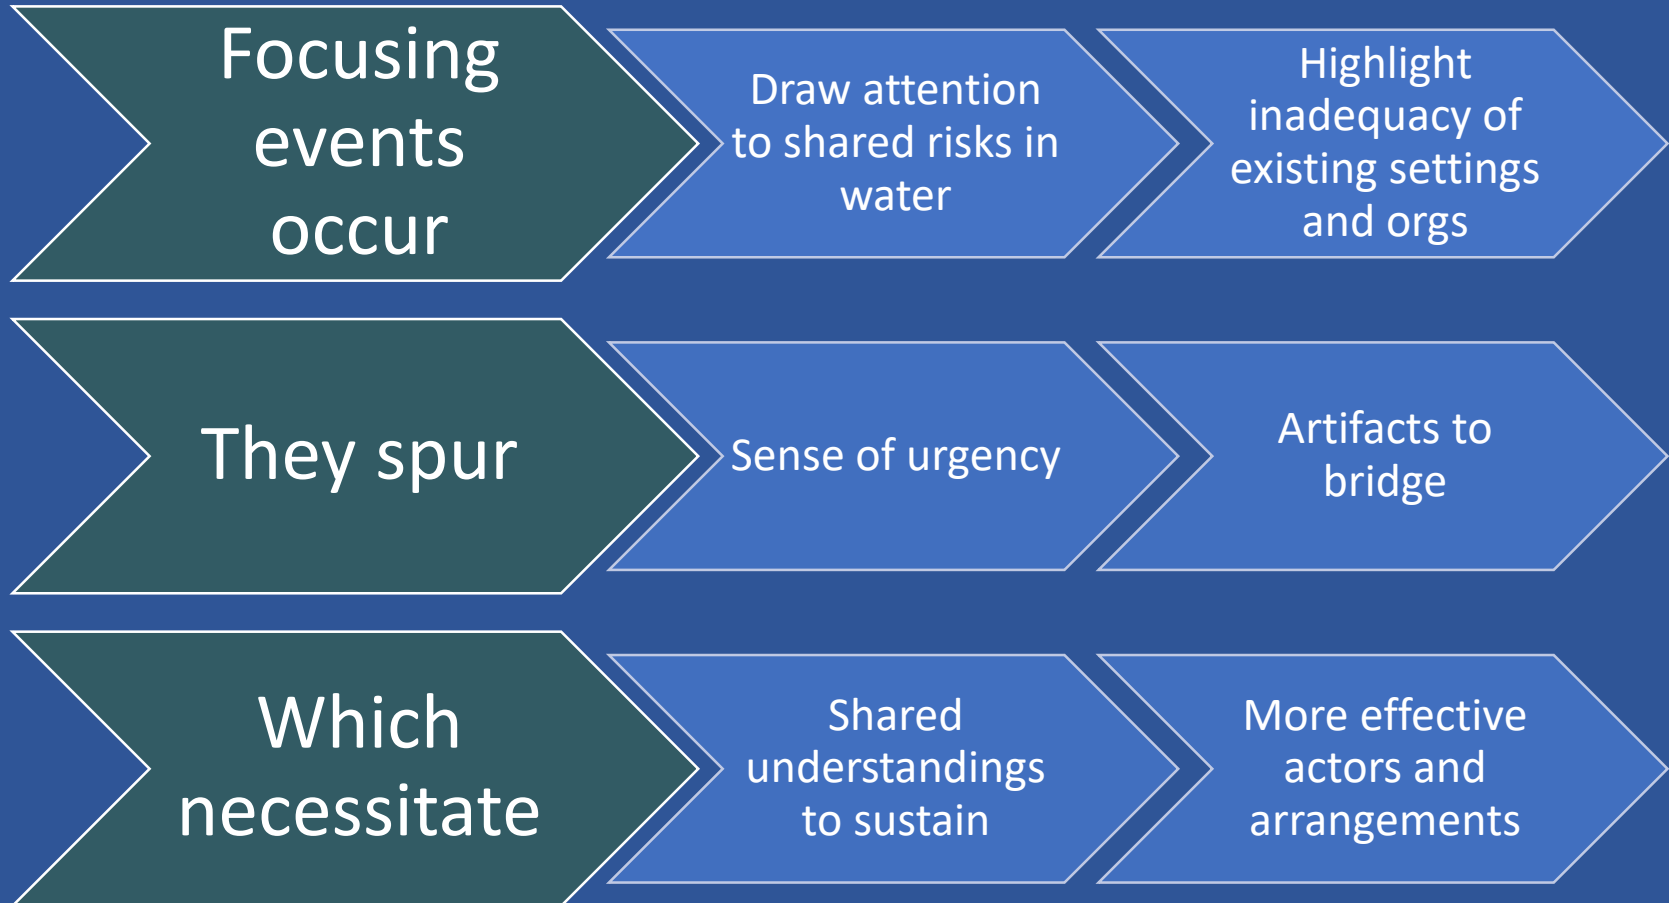 Focusing
events
occur
Draw attention
to shared risks in
water
Highlight
inadequacy of
existing settings
and orgs
They spur
Sense of urgency
Artifacts to
bridge
Which
necessitate
Shared
understandings
to sustain
More effective
actors and
arrangements